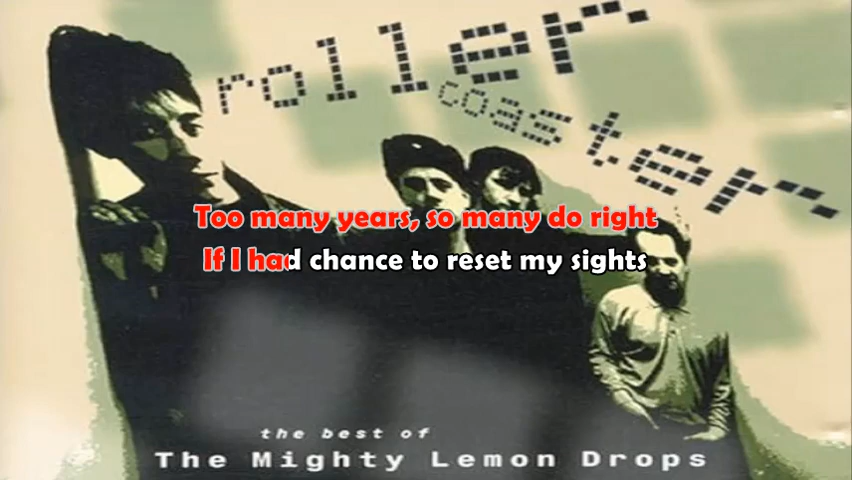 roller
coaster
Too many years, so many do right
If I had chance to reset my sights
the best of
The Mighty Lemon Drops